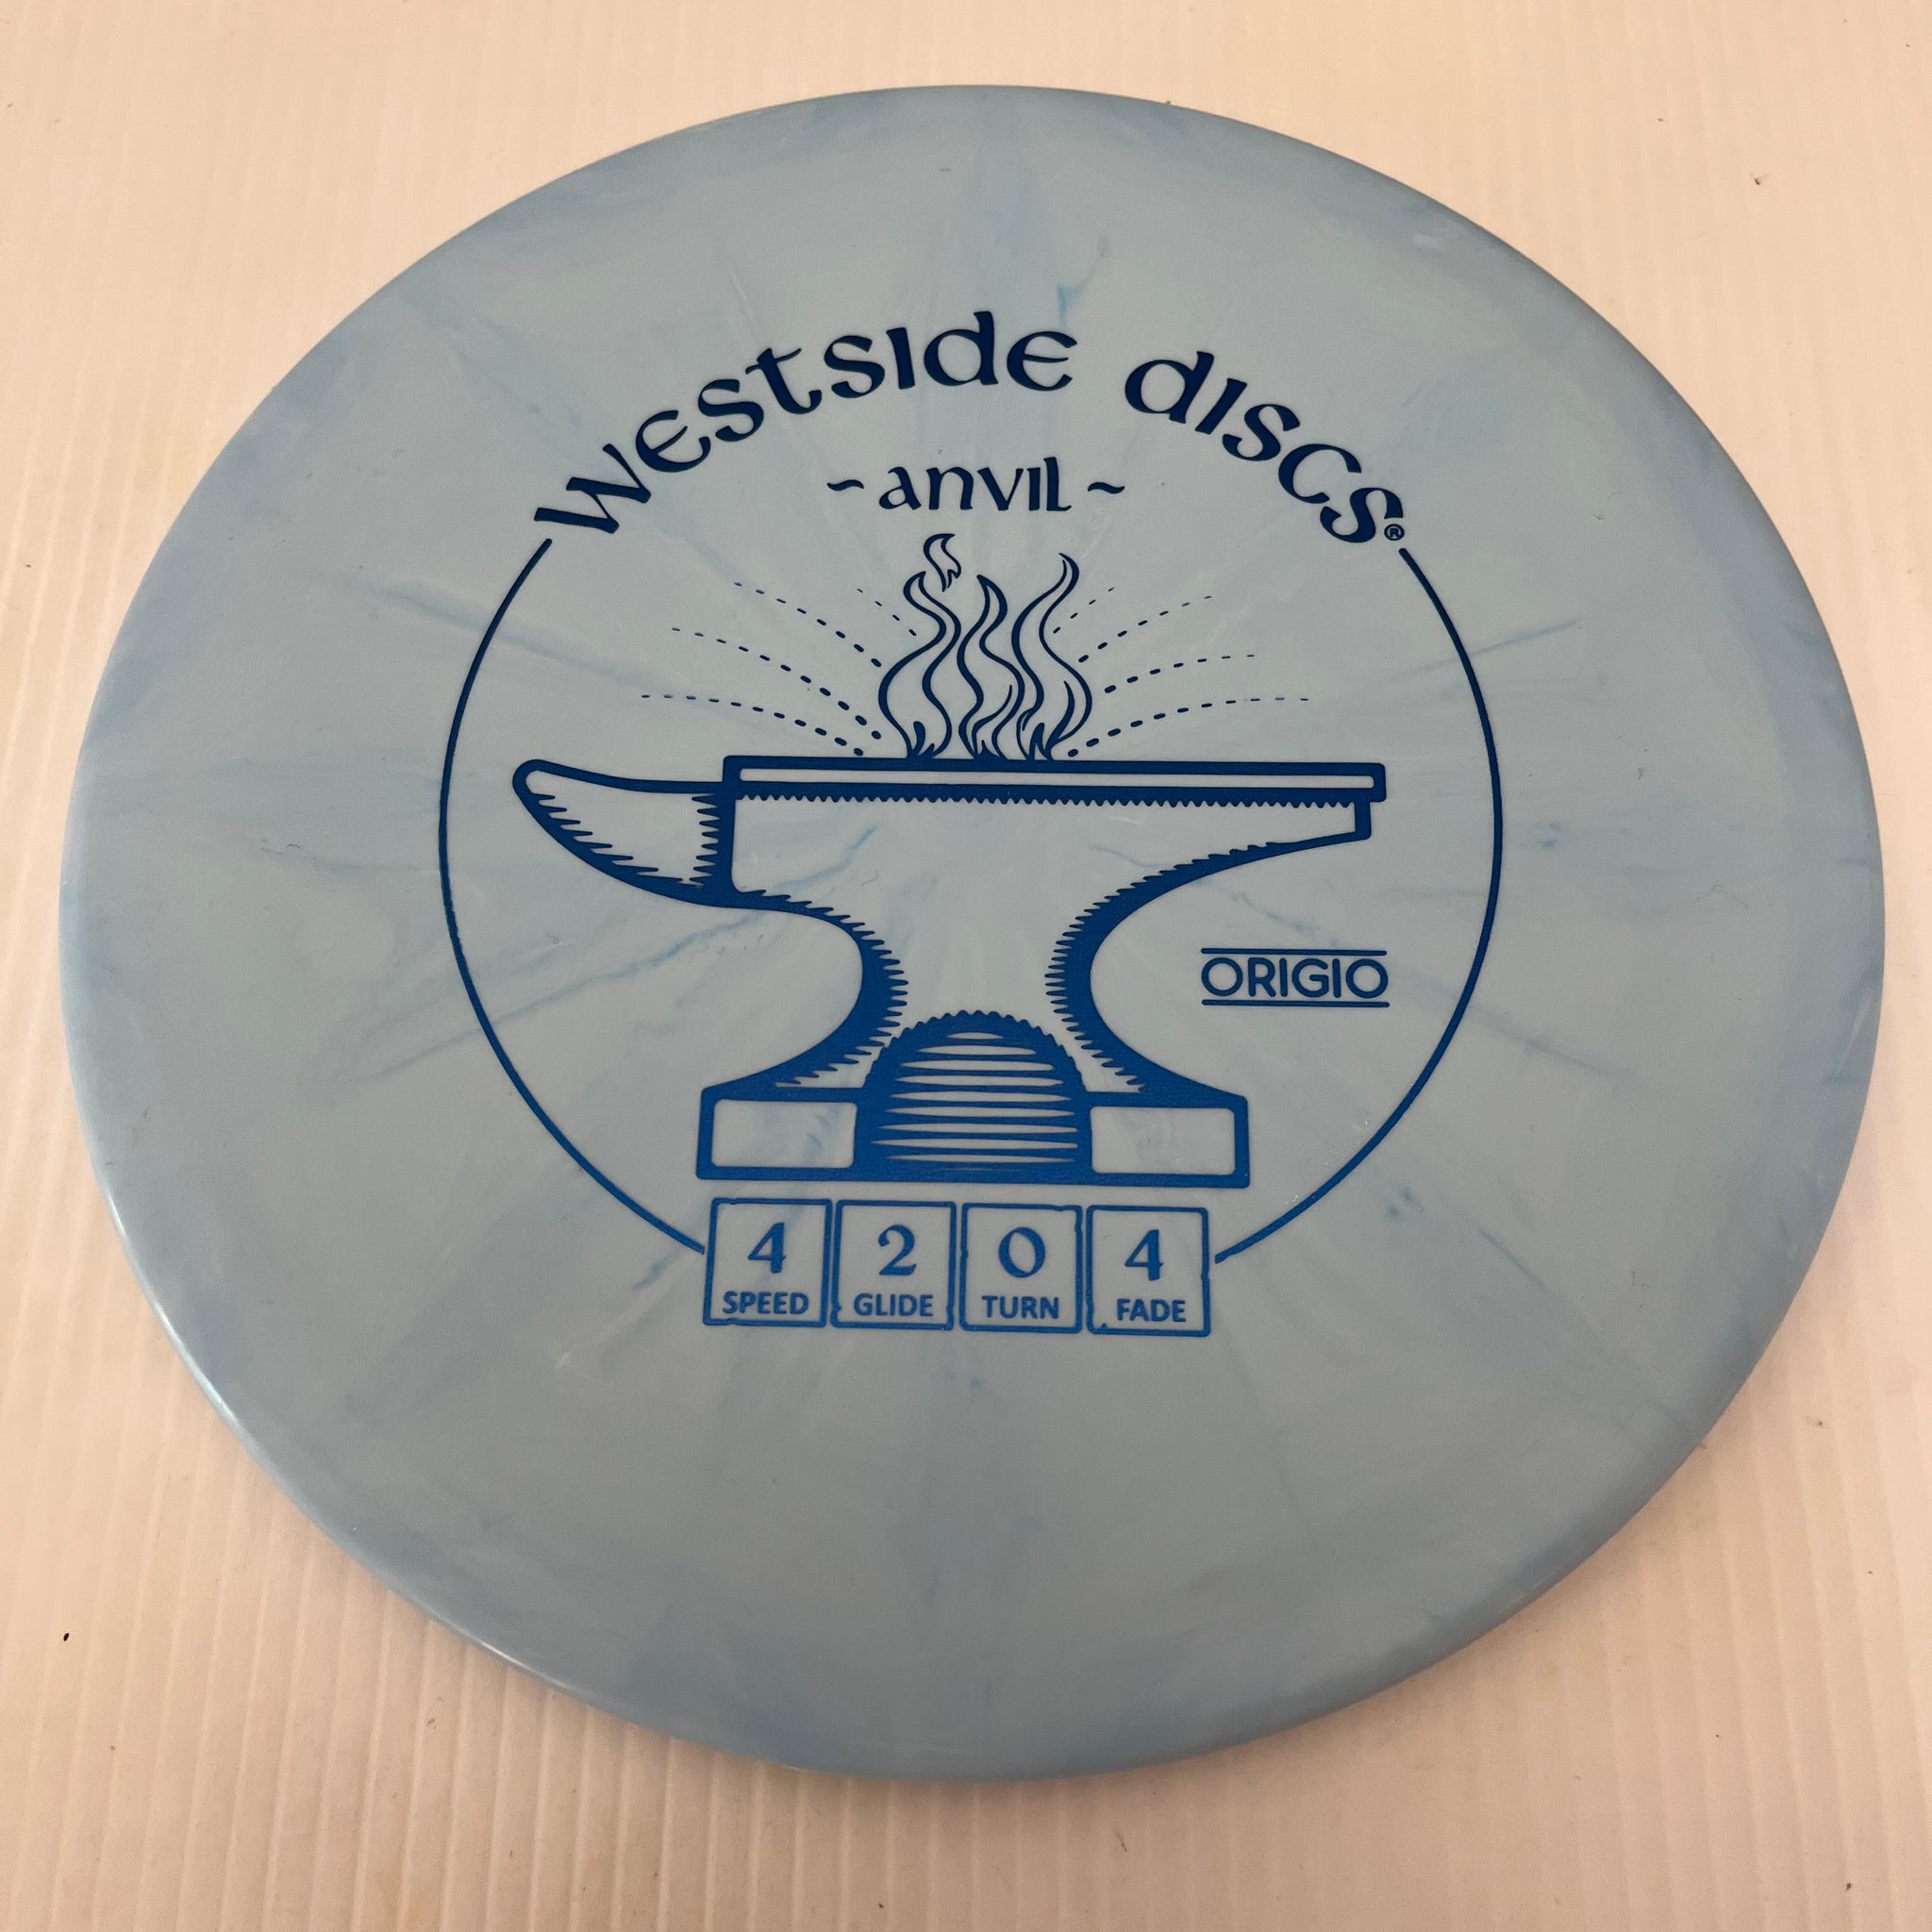 Westside Discs®
~anvil~
ORIGIO
4 2 0 4
SPEED GLIDE TURN FADE